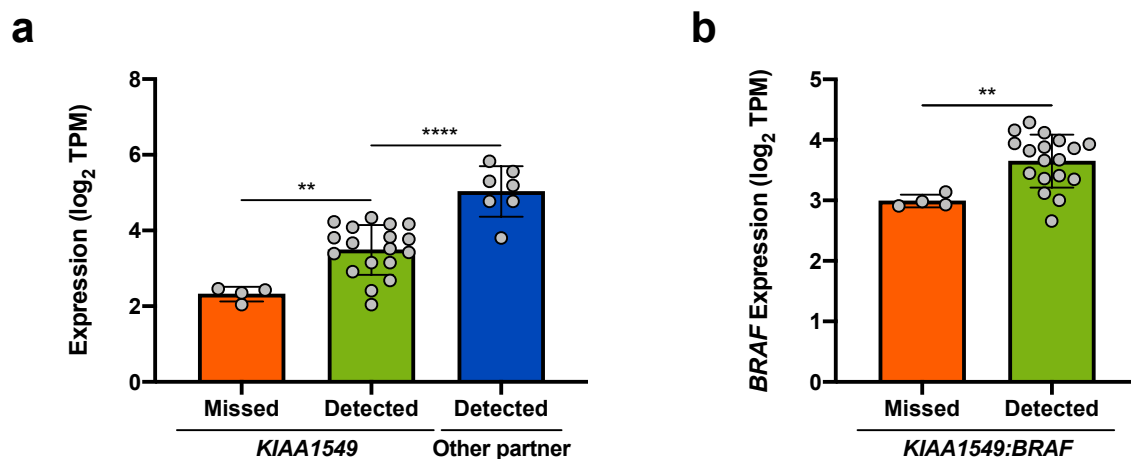 a
Expression (log2 TPM)
8
6
4
2
0
**
****
Missed
Detected
Detected
KIAA1549
Other partner
b
BRAF Expression (log2 TPM)
5
4
3
2
1
0
**
Missed
Detected
KIAA1549:BRAF